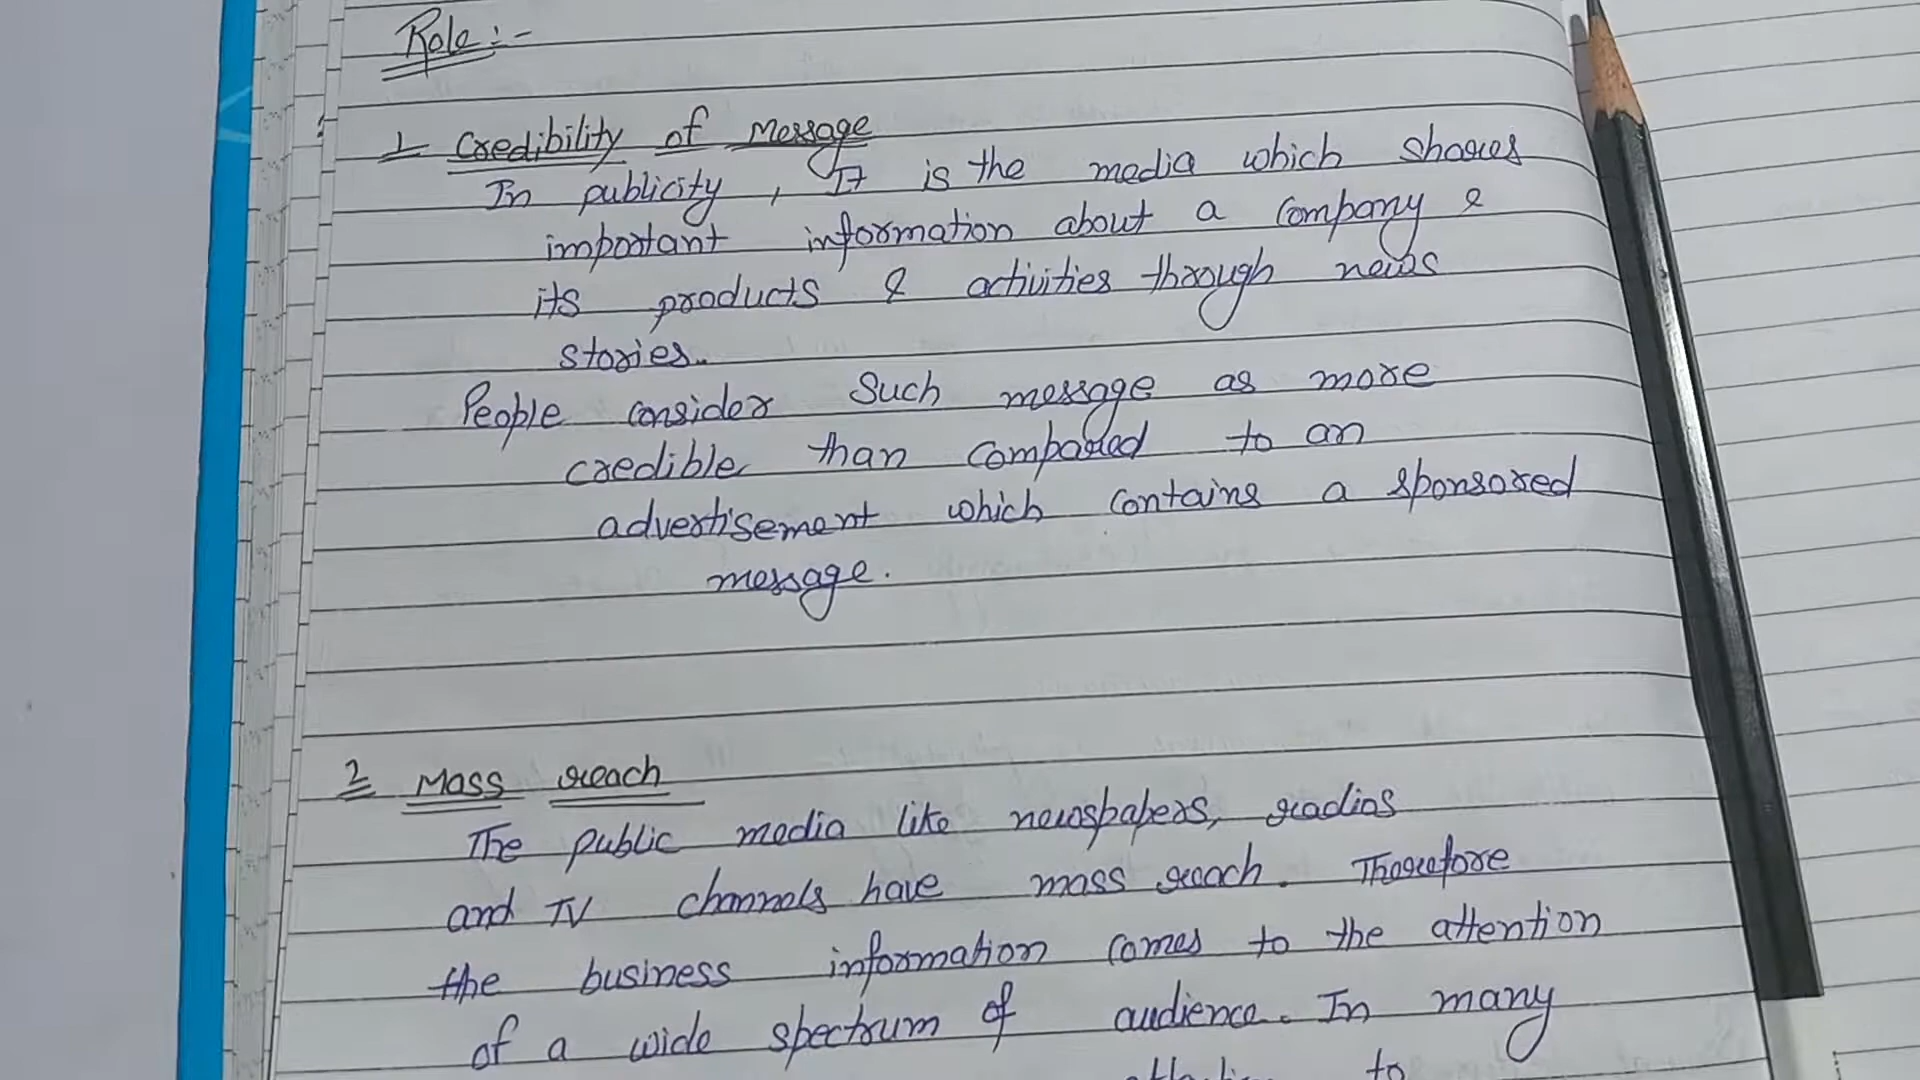 Role :-
1 Credibility of Message
In publicity, It is the media which shares
important information about a Company &
its products & activities through news
stories.
People consider Such message as more
credible than Compared to an
advertisement which Contains a sponsored
message.
2 Mass reach
The public media like newspapers, radios
and TV channels have mass reach. Therefore
the business information Comes to the attention
of a wide spectrum of audience. In many
to